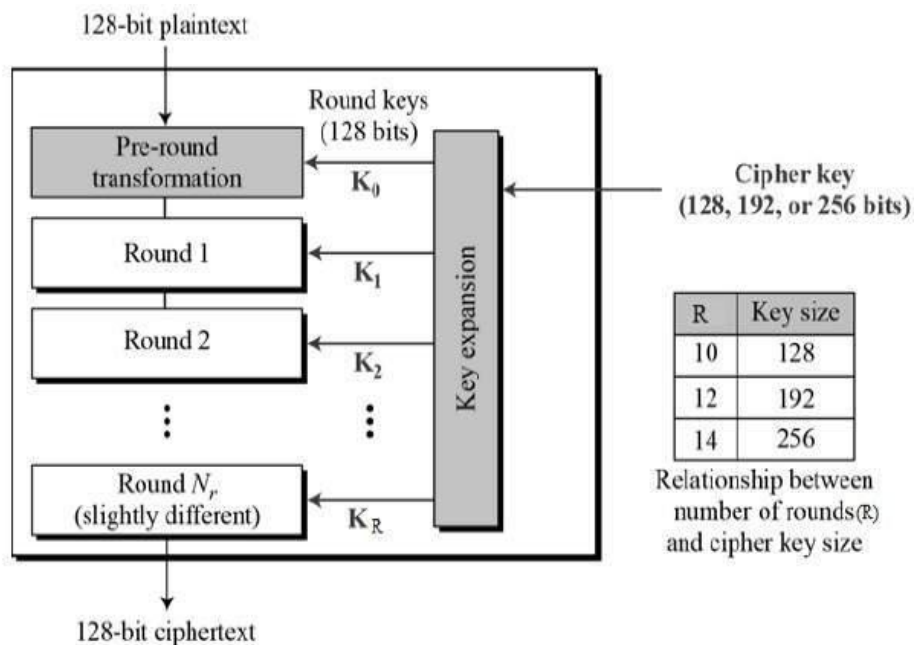 128-bit plaintext
Round keys
(128 bits)
Pre-round
transformation
K₀
Cipher key
(128, 192, or 256 bits)
Round 1
K₁
Key expansion
Round 2
K₂
R Key size
10 128
12 192
14 256
Relationship between
number of rounds(R)
and cipher key size
Round Nᵣ
(slightly different)
K_R
128-bit ciphertext